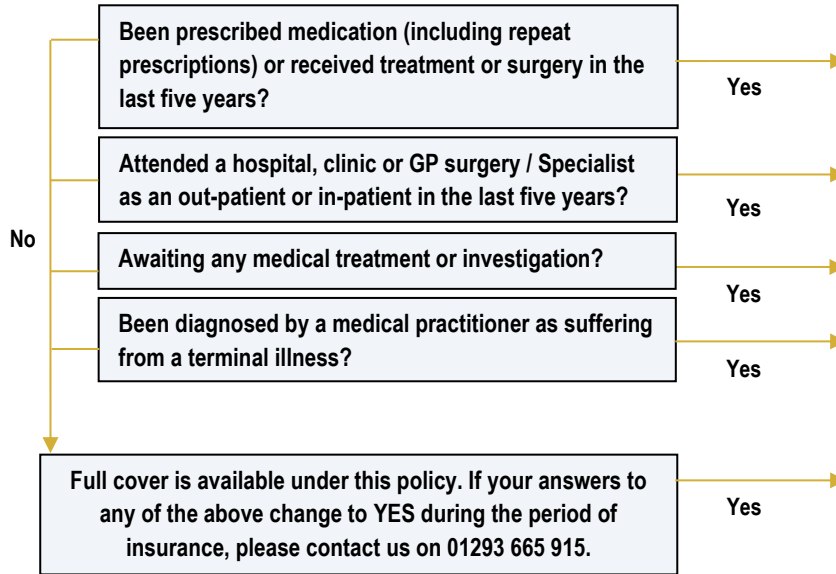 Been prescribed medication (including repeat
prescriptions) or received treatment or surgery in the
last five years?
Yes
Attended a hospital, clinic or GP surgery / Specialist
as an out-patient or in-patient in the last five years?
Yes
No
Awaiting any medical treatment or investigation?
Yes
Been diagnosed by a medical practitioner as suffering
from a terminal illness?
Yes
Full cover is available under this policy. If your answers to
any of the above change to YES during the period of
insurance, please contact us on 01293 665 915.
Yes